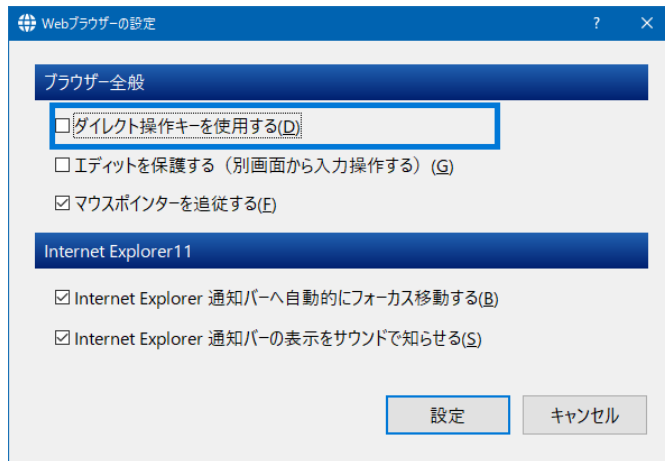 Webブラウザーの設定
?
×
ブラウザー全般
ダイレクト操作キーを使用する(D)
エディットを保護する（別画面から入力操作する）(G)
マウスポインターを追従する(F)
Internet Explorer11
Internet Explorer 通知バーへ自動的にフォーカス移動する(B)
Internet Explorer 通知バーの表示をサウンドで知らせる(S)
設定 キャンセル